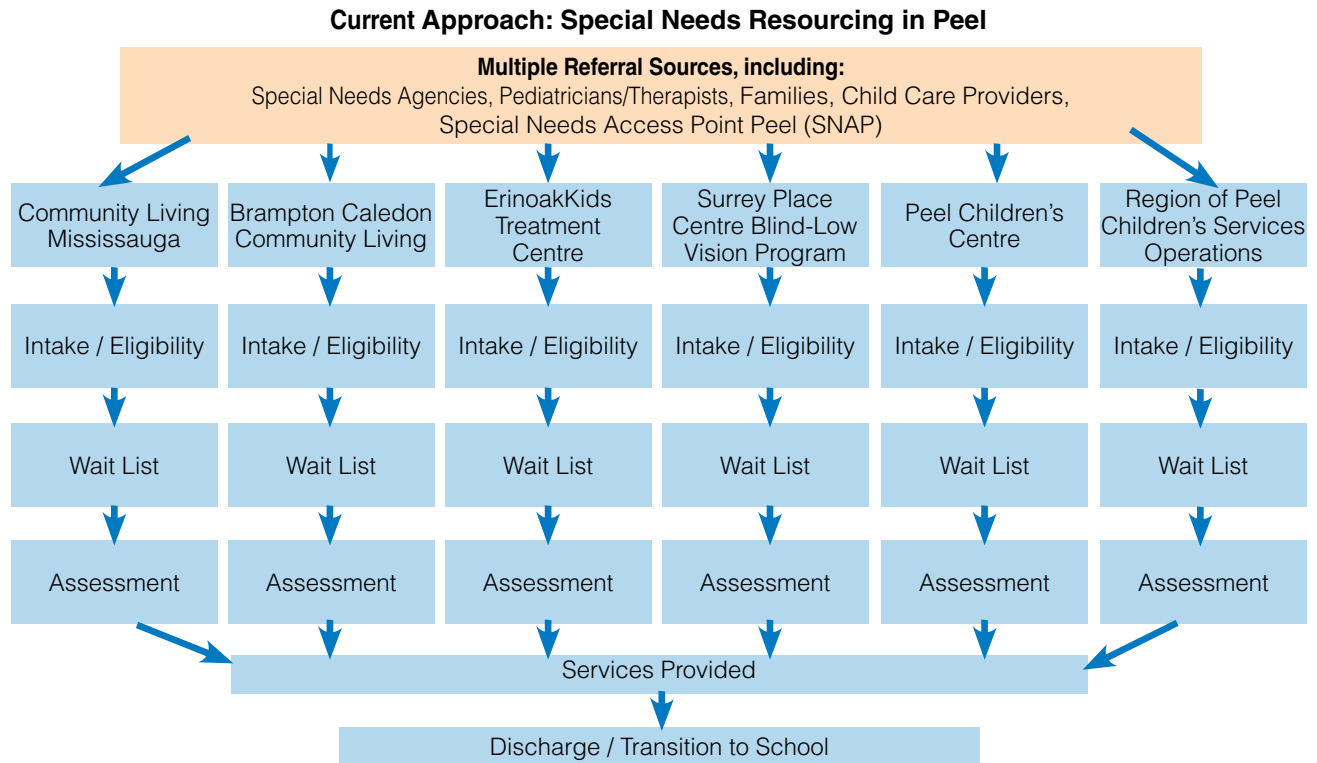 Current Approach: Special Needs Resourcing in Peel
Multiple Referral Sources, including:
Special Needs Agencies, Pediatricians/Therapists, Families, Child Care Providers,
Special Needs Access Point Peel (SNAP)
Community Living
Mississauga
Brampton Caledon
Community Living
ErinoakKids
Treatment
Centre
Surrey Place
Centre Blind-Low
Vision Program
Peel Children's
Centre
Region of Peel
Children's Services
Operations
Intake / Eligibility
Intake / Eligibility
Intake / Eligibility
Intake / Eligibility
Intake / Eligibility
Intake / Eligibility
Wait List
Wait List
Wait List
Wait List
Wait List
Wait List
Assessment
Assessment
Assessment
Assessment
Assessment
Assessment
Services Provided
Discharge / Transition to School